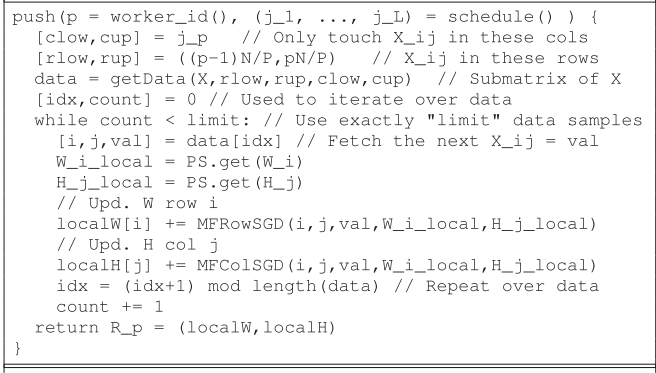 push(p = worker_id(), (j_1, ..., j_L) = schedule() ) {
  [clow,cup] = j_p   // Only touch X_ij in these cols
  [rlow,rup] = ((p-1)N/P,pN/P)   // X_ij in these rows
  data = getData(X,rlow,rup,clow,cup)  // Submatrix of X
  [idx,count] = 0 // Used to iterate over data
  while count < limit: // Use exactly "limit" data samples
    [i,j,val] = data[idx] // Fetch the next X_ij = val
    W_i_local = PS.get(W_i)
    H_j_local = PS.get(H_j)
    // Upd. W row i
    localW[i] += MFRowSGD(i,j,val,W_i_local,H_j_local)
    // Upd. H col j
    localH[j] += MFColSGD(i,j,val,W_i_local,H_j_local)
    idx = (idx+1) mod length(data) // Repeat over data
    count += 1
  return R_p = (localW,localH)
}